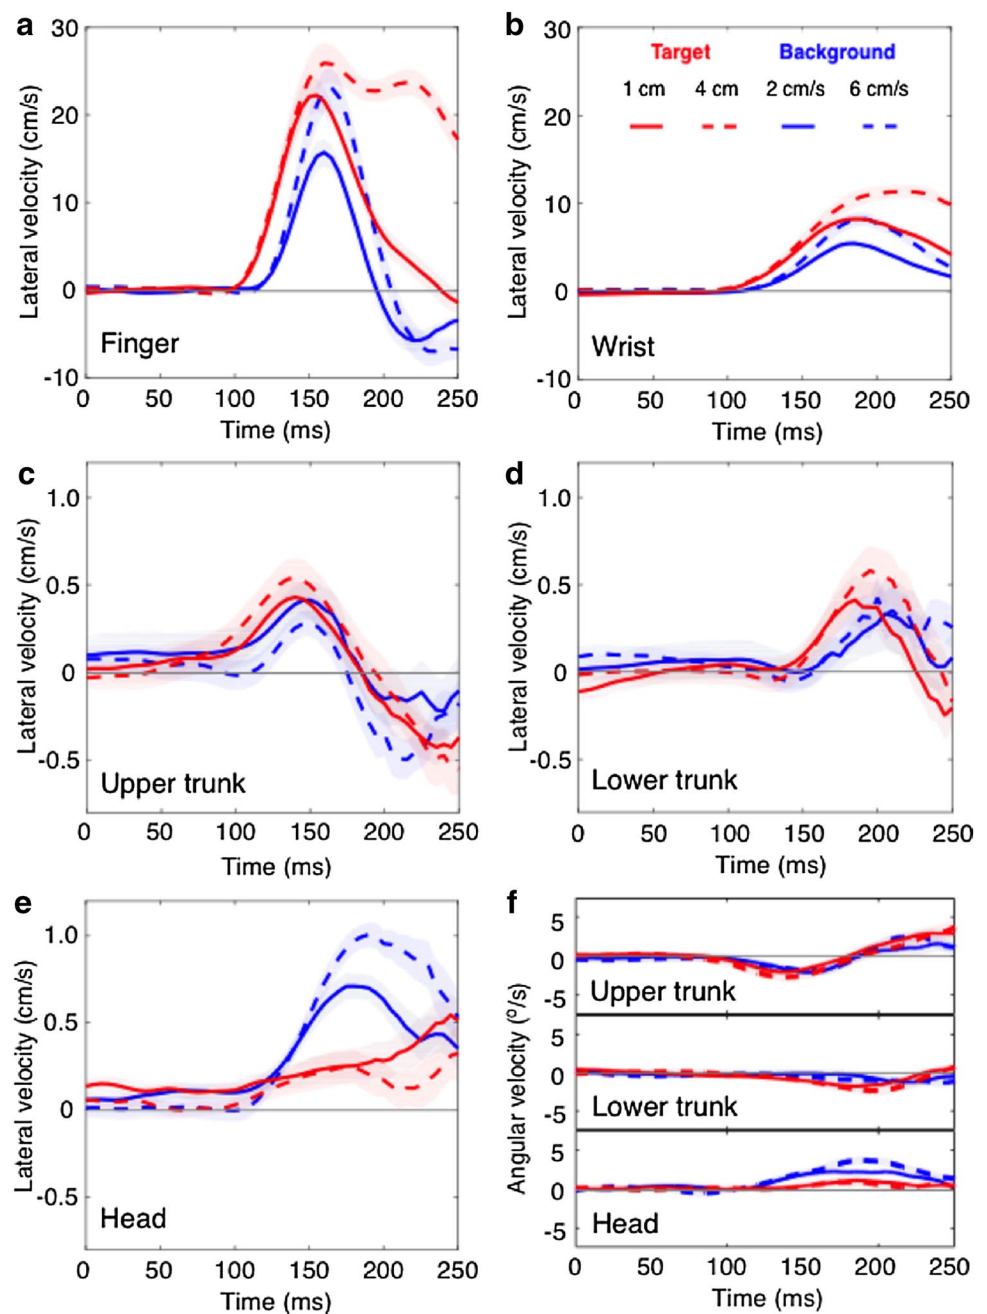 a
30
20
10
0
-10
Lateral velocity (cm/s)
Finger
0 50 100 150 200 250
Time (ms)
b
30
20
10
0
-10
Lateral velocity (cm/s)
Target Background
1 cm 4 cm 2 cm/s 6 cm/s
Wrist
0 50 100 150 200 250
Time (ms)
c
1.0
0.5
0
-0.5
Lateral velocity (cm/s)
Upper trunk
0 50 100 150 200 250
Time (ms)
d
1.0
0.5
0
-0.5
Lateral velocity (cm/s)
Lower trunk
0 50 100 150 200 250
Time (ms)
e
1.0
0.5
0
-0.5
Lateral velocity (cm/s)
Head
0 50 100 150 200 250
Time (ms)
f
Angular velocity (º/s)
5
0
-5
Upper trunk
5
0
-5
Lower trunk
5
0
-5
Head
0 50 100 150 200 250
Time (ms)